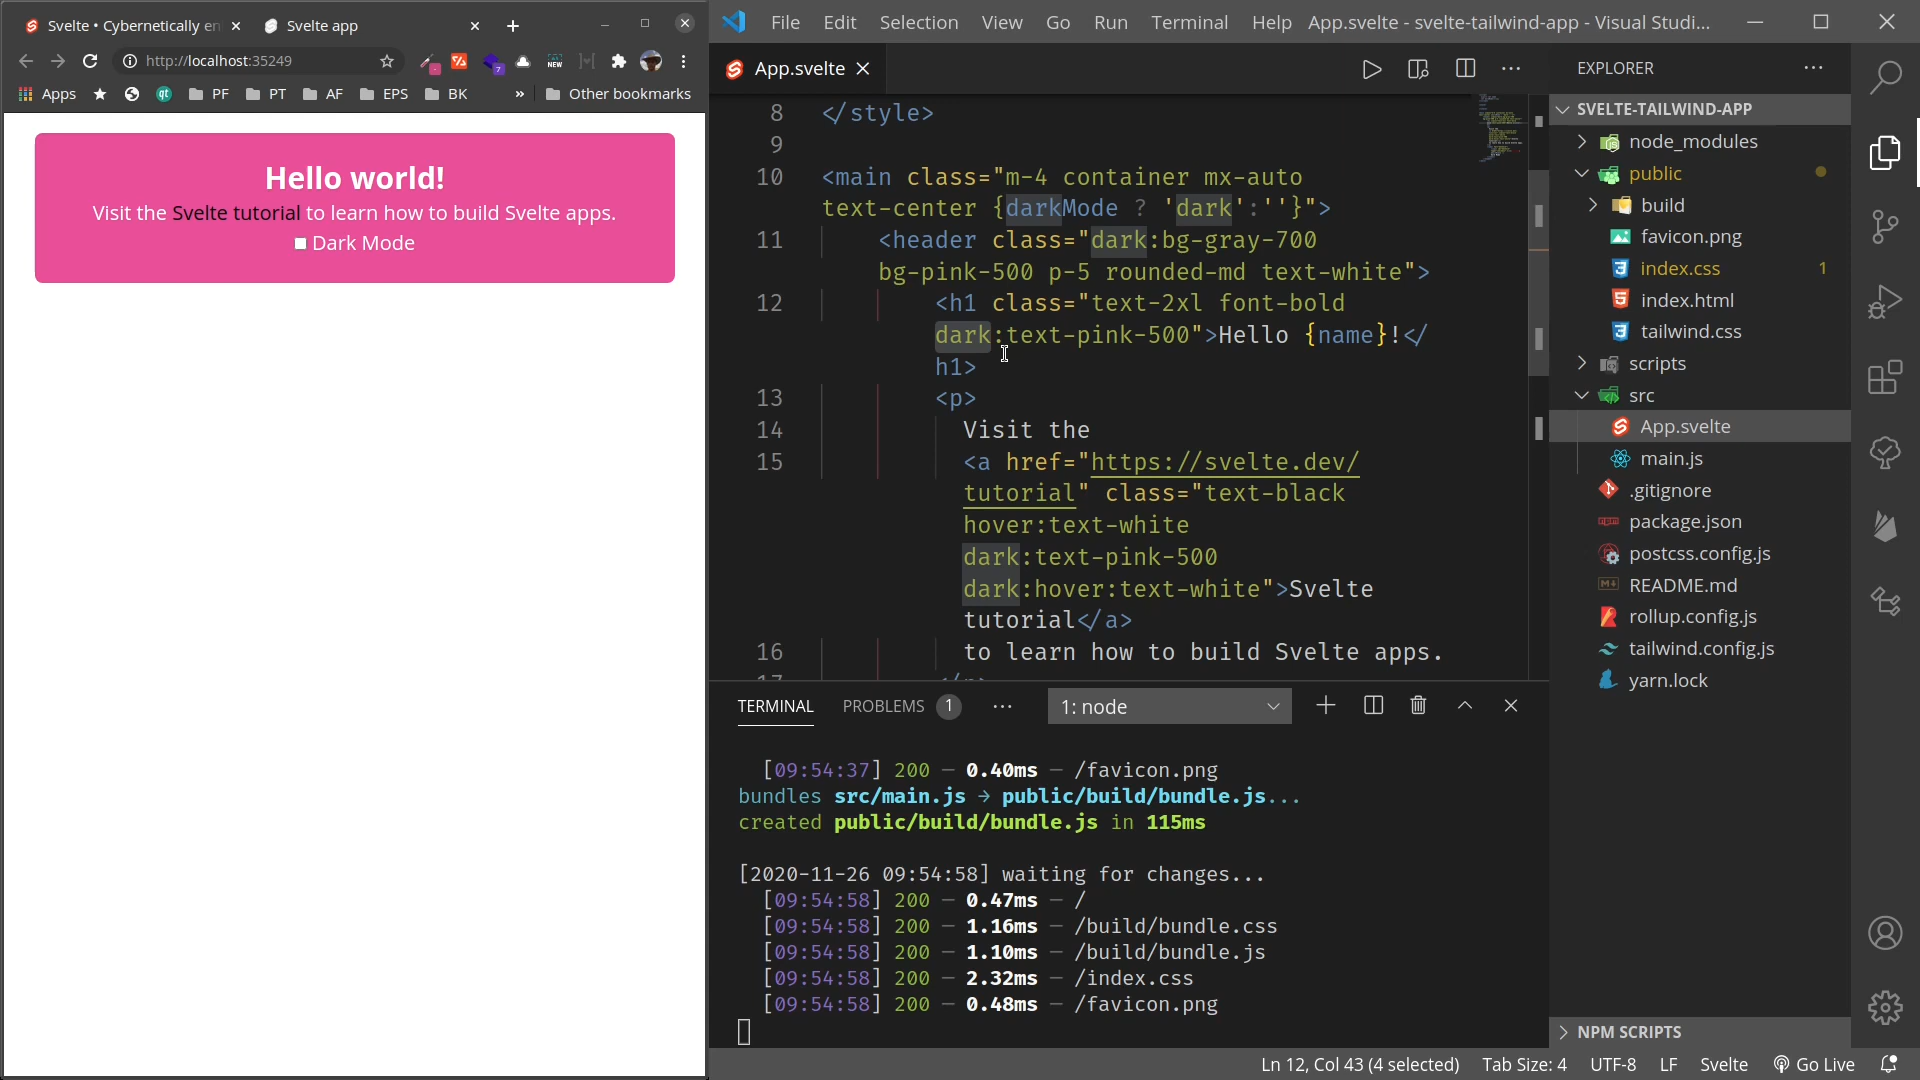 Svelte • Cybernetically en
Svelte app
http://localhost:35249
NEW
7
Apps
PF
PT
AF
EPS
BK
»
Other bookmarks
Hello world!
Visit the Svelte tutorial to learn how to build Svelte apps.
Dark Mode
File Edit Selection View Go Run Terminal Help App.svelte - svelte-tailwind-app - Visual Studi...
App.svelte
8 </style>
9
10 <main class="m-4 container mx-auto
text-center {darkMode ? 'dark':''}">
11 <header class="dark:bg-gray-700
bg-pink-500 p-5 rounded-md text-white">
12 <h1 class="text-2xl font-bold
dark:text-pink-500">Hello {name}!</
h1>
13 <p>
14 Visit the
15 <a href="https://svelte.dev/
tutorial" class="text-black
hover:text-white
dark:text-pink-500
dark:hover:text-white">Svelte
tutorial</a>
16 to learn how to build Svelte apps.
17 </p>
TERMINAL PROBLEMS 1 ... 1: node
[09:54:37] 200 — 0.40ms — /favicon.png
bundles src/main.js → public/build/bundle.js...
created public/build/bundle.js in 115ms
[2020-11-26 09:54:58] waiting for changes...
[09:54:58] 200 — 0.47ms — /
[09:54:58] 200 — 1.16ms — /build/bundle.css
[09:54:58] 200 — 1.10ms — /build/bundle.js
[09:54:58] 200 — 2.32ms — /index.css
[09:54:58] 200 — 0.48ms — /favicon.png
EXPLORER
SVELTE-TAILWIND-APP
node_modules
public
build
favicon.png
index.css 1
index.html
tailwind.css
scripts
src
App.svelte
main.js
.gitignore
package.json
postcss.config.js
README.md
rollup.config.js
tailwind.config.js
yarn.lock
NPM SCRIPTS
Ln 12, Col 43 (4 selected) Tab Size: 4 UTF-8 LF Svelte Go Live